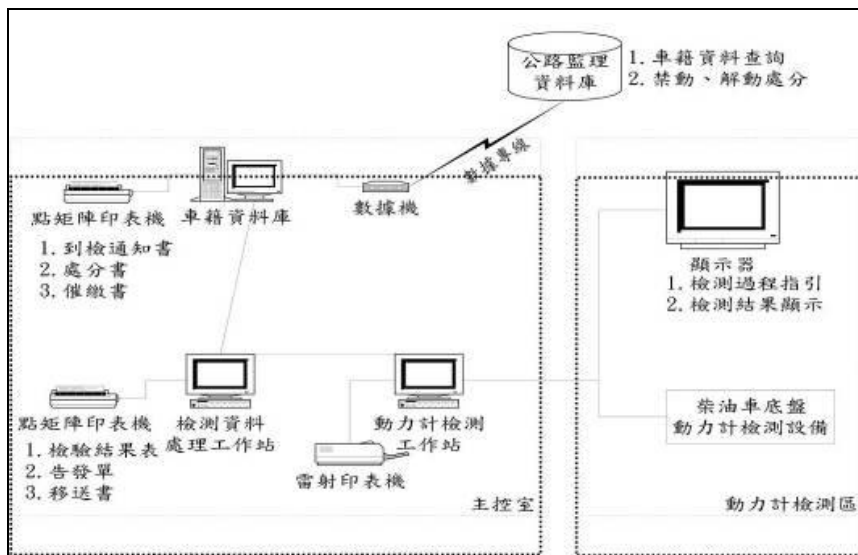 公路監理
資料庫
1. 車籍資料查詢
2. 禁動、解動處分
數據專線
點矩陣印表機
車籍資料庫
數據機
1. 到檢通知書
2. 處分書
3. 催繳書
顯示器
1. 檢測過程指引
2. 檢測結果顯示
點矩陣印表機
檢測資料
處理工作站
動力計檢測
工作站
1. 檢驗結果表
2. 告發單
3. 移送書
雷射印表機
柴油車底盤
動力計檢測設備
主控室
動力計檢測區